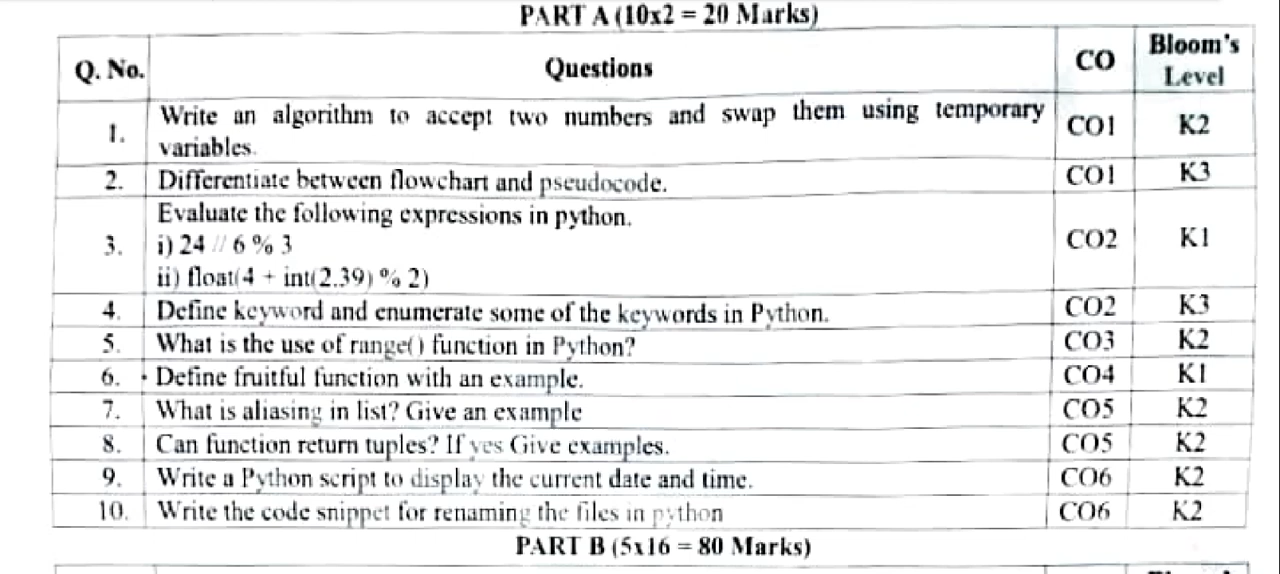 PART A (10x2 = 20 Marks)
Q. No. Questions CO Bloom's Level
1. Write an algorithm to accept two numbers and swap them using temporary variables. CO1 K2
2. Differentiate between flowchart and pseudocode. CO1 K3
3. Evaluate the following expressions in python. CO2 K1
i) 24 // 6 % 3
ii) float(4 + int(2.39) % 2)
4. Define keyword and enumerate some of the keywords in Python. CO2 K3
5. What is the use of range() function in Python? CO3 K2
6. Define fruitful function with an example. CO4 K1
7. What is aliasing in list? Give an example CO5 K2
8. Can function return tuples? If yes Give examples. CO5 K2
9. Write a Python script to display the current date and time. CO6 K2
10. Write the code snippet for renaming the files in python CO6 K2
PART B (5x16 = 80 Marks)